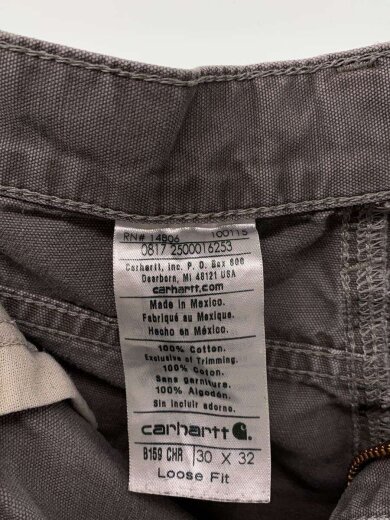 RN# 14806 100115
0817 2500016253
Carhartt, Inc. P. O. Box 600
Dearborn, MI 48121 USA
carhartt.com
Made in Mexico.
Fabriqué au Mexique.
Hecho en México.
100% Cotton.
Exclusive of Trimming.
100% Coton.
Sans garniture.
100% Algodón.
Sin incluir adorno.
carhartt
B159 CHR 30 X 32
Loose Fit